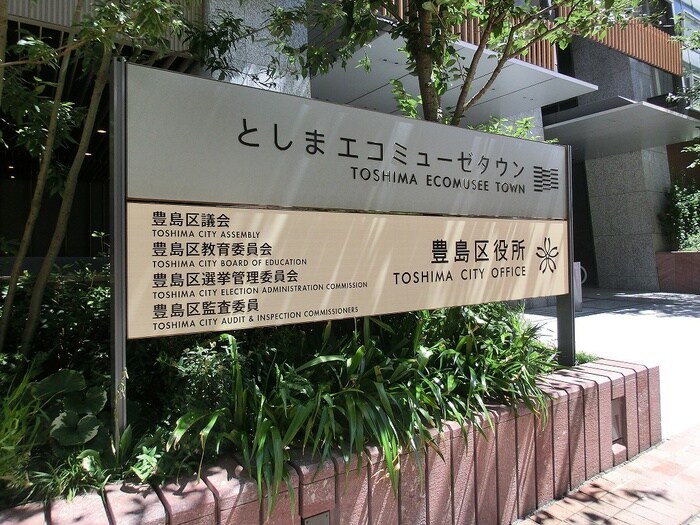 としまエコミューゼタウン
TOSHIMA ECOMUSEE TOWN
豊島区議会
TOSHIMA CITY ASSEMBLY
豊島区教育委員会
TOSHIMA CITY BOARD OF EDUCATION
豊島区選挙管理委員会
TOSHIMA CITY ELECTION ADMINISTRATION COMMISSION
豊島区監査委員
TOSHIMA CITY AUDIT & INSPECTION COMMISSIONERS
豊島区役所
TOSHIMA CITY OFFICE